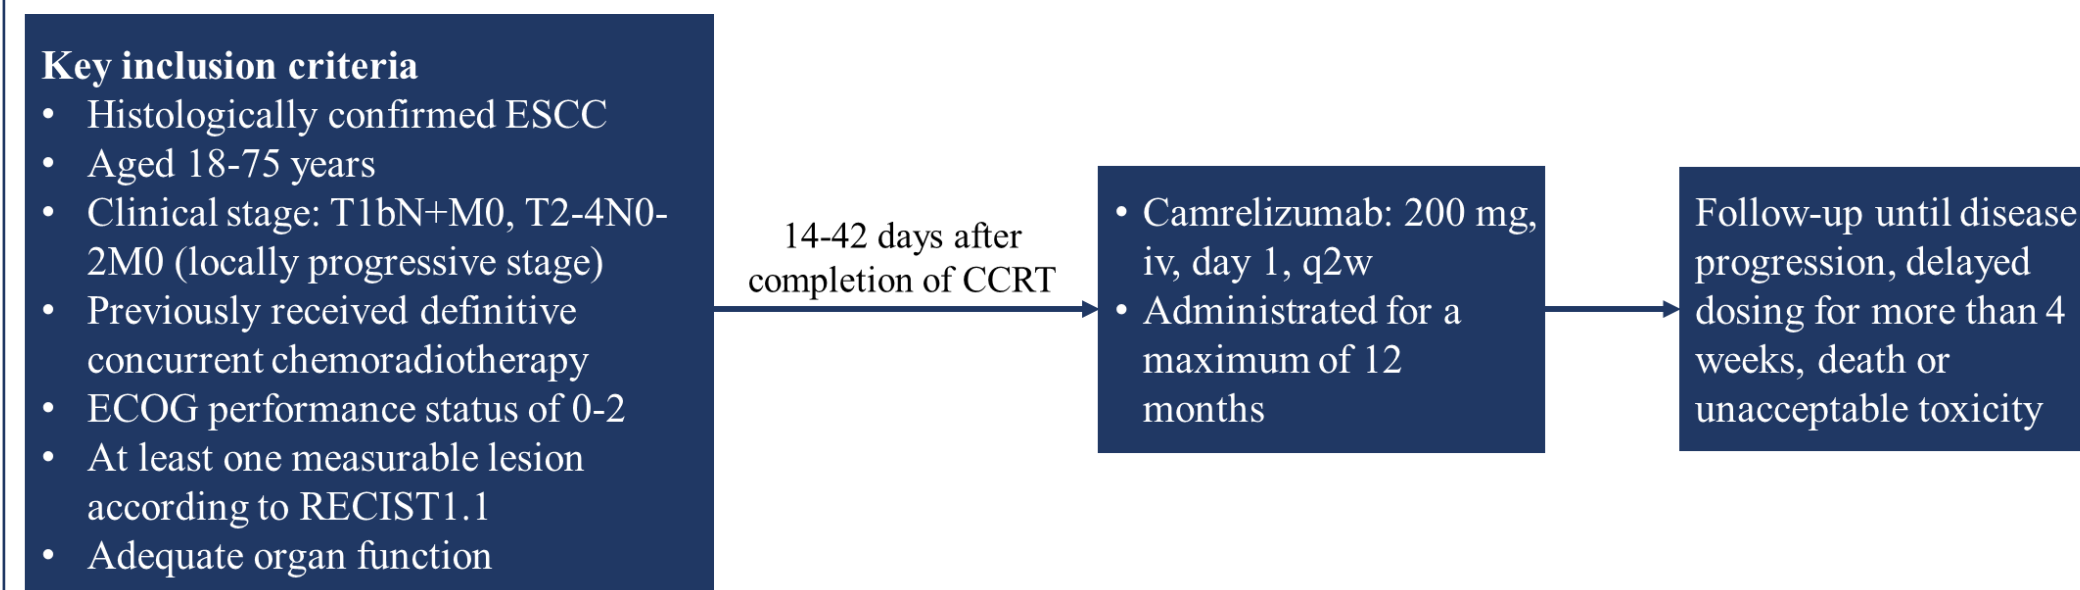 Key inclusion criteria
• Histologically confirmed ESCC
• Aged 18-75 years
• Clinical stage: T1bN+M0, T2-4N0-
2M0 (locally progressive stage)
• Previously received definitive
concurrent chemoradiotherapy
• ECOG performance status of 0-2
• At least one measurable lesion
according to RECIST1.1
• Adequate organ function
14-42 days after
completion of CCRT
• Camrelizumab: 200 mg,
iv, day 1, q2w
• Administrated for a
maximum of 12
months
Follow-up until disease
progression, delayed
dosing for more than 4
weeks, death or
unacceptable toxicity